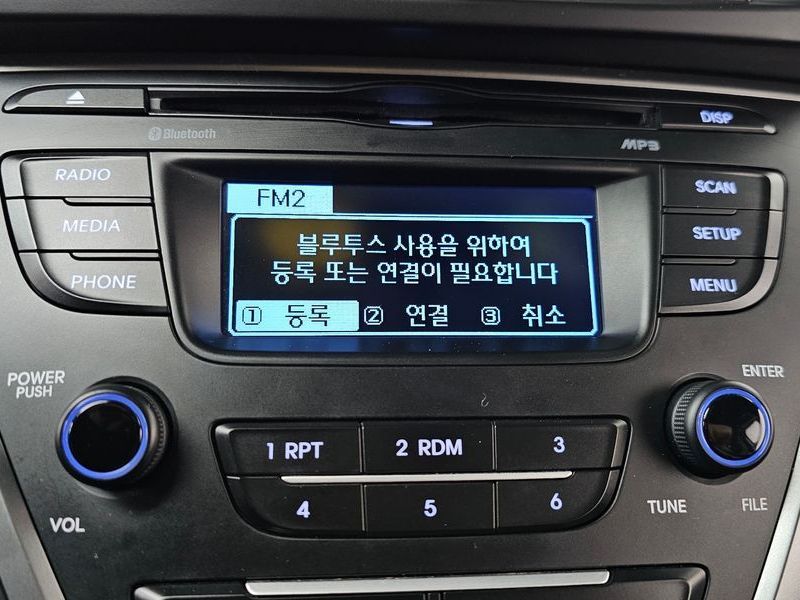 DISP
Bluetooth
MP3
RADIO
MEDIA
PHONE
FM2
블루투스 사용을 위하여
등록 또는 연결이 필요합니다
① 등록 ② 연결 ③ 취소
SCAN
SETUP
MENU
POWER
PUSH
VOL
1 RPT 2 RDM 3
4 5 6
ENTER
TUNE FILE